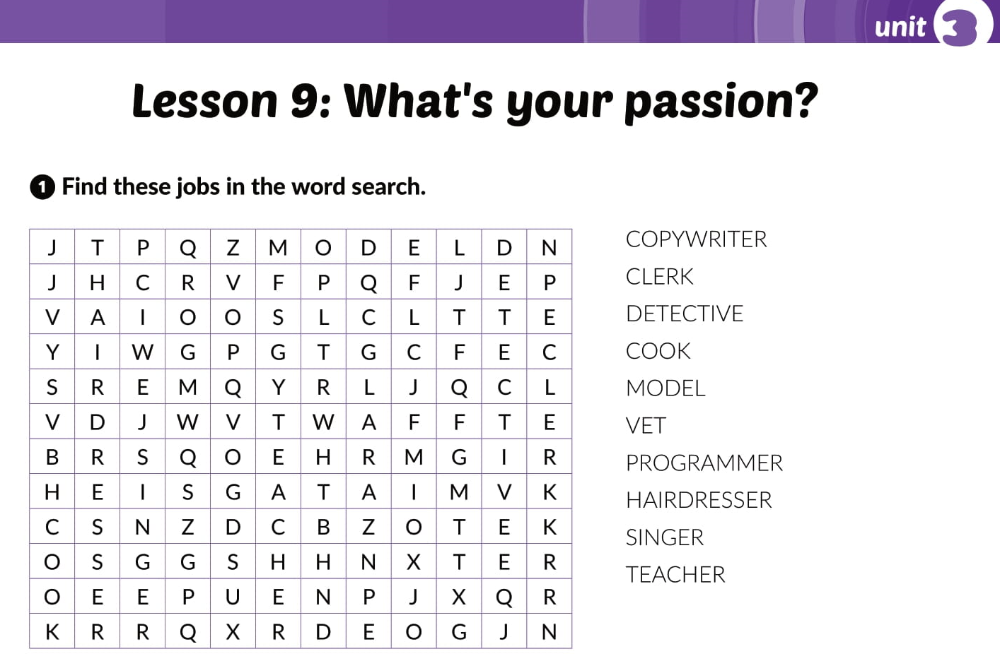 unit 3
Lesson 9: What's your passion?
1 Find these jobs in the word search.
J T P Q Z M O D E L D N
J H C R V F P Q F J E P
V A I O O S L C L T T E
Y I W G P G T G C F E C
S R E M Q Y R L J Q C L
V D J W V T W A F F T E
B R S Q O E H R M G I R
H E I S G A T A I M V K
C S N Z D C B Z O T E K
O S G G S H H N X T E R
O E E P U E N P J X Q R
K R R Q X R D E O G J N
COPYWRITER
CLERK
DETECTIVE
COOK
MODEL
VET
PROGRAMMER
HAIRDRESSER
SINGER
TEACHER